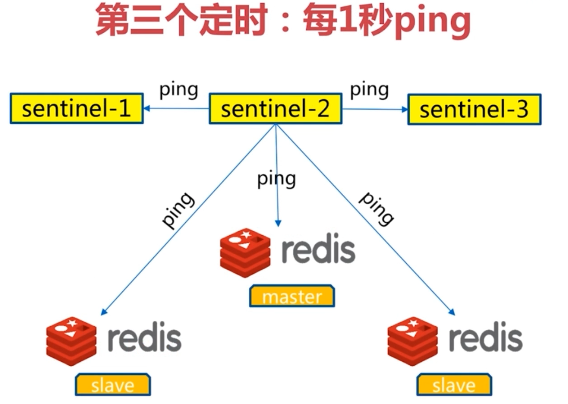 第三个定时：每1秒ping
ping
ping
sentinel-1
sentinel-2
sentinel-3
ping
ping
ping
redis
master
redis
redis
slave
slave